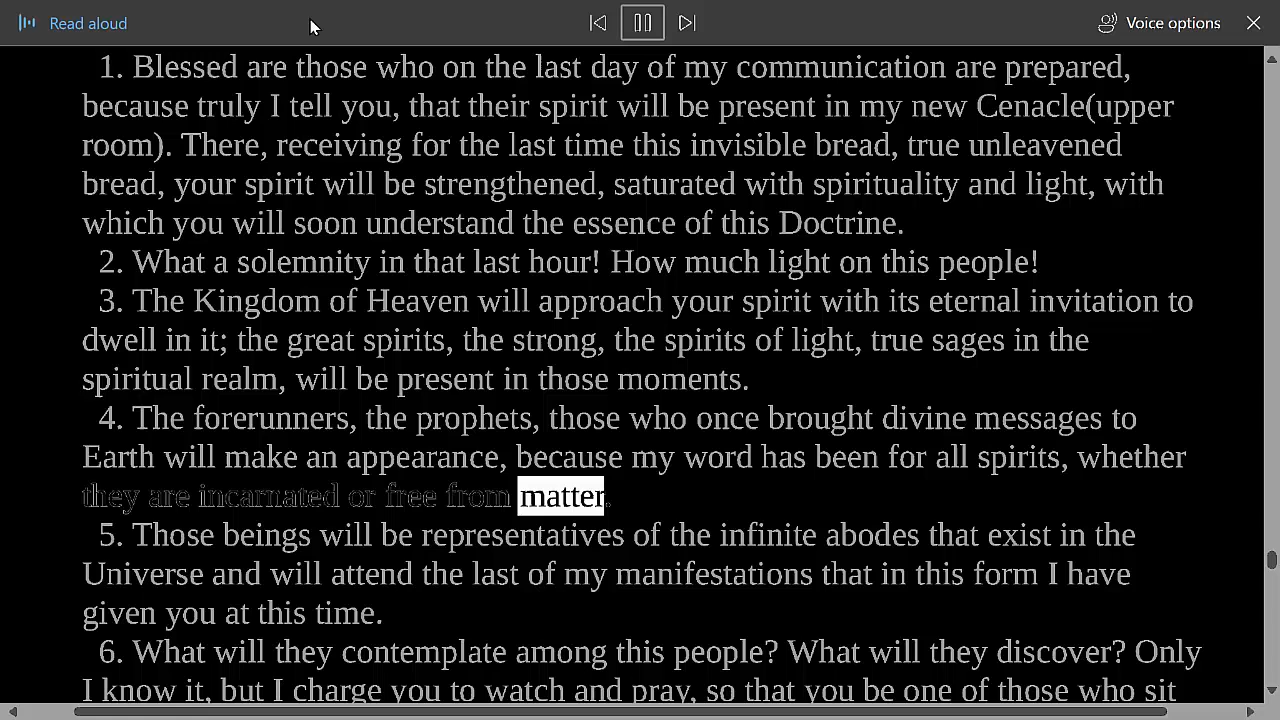 Read aloud
Voice options
1. Blessed are those who on the last day of my communication are prepared,
because truly I tell you, that their spirit will be present in my new Cenacle(upper
room). There, receiving for the last time this invisible bread, true unleavened
bread, your spirit will be strengthened, saturated with spirituality and light, with
which you will soon understand the essence of this Doctrine.
2. What a solemnity in that last hour! How much light on this people!
3. The Kingdom of Heaven will approach your spirit with its eternal invitation to
dwell in it; the great spirits, the strong, the spirits of light, true sages in the
spiritual realm, will be present in those moments.
4. The forerunners, the prophets, those who once brought divine messages to
Earth will make an appearance, because my word has been for all spirits, whether
they are incarnated or free from matter.
5. Those beings will be representatives of the infinite abodes that exist in the
Universe and will attend the last of my manifestations that in this form I have
given you at this time.
6. What will they contemplate among this people? What will they discover? Only
I know it, but I charge you to watch and pray, so that you be one of those who sit